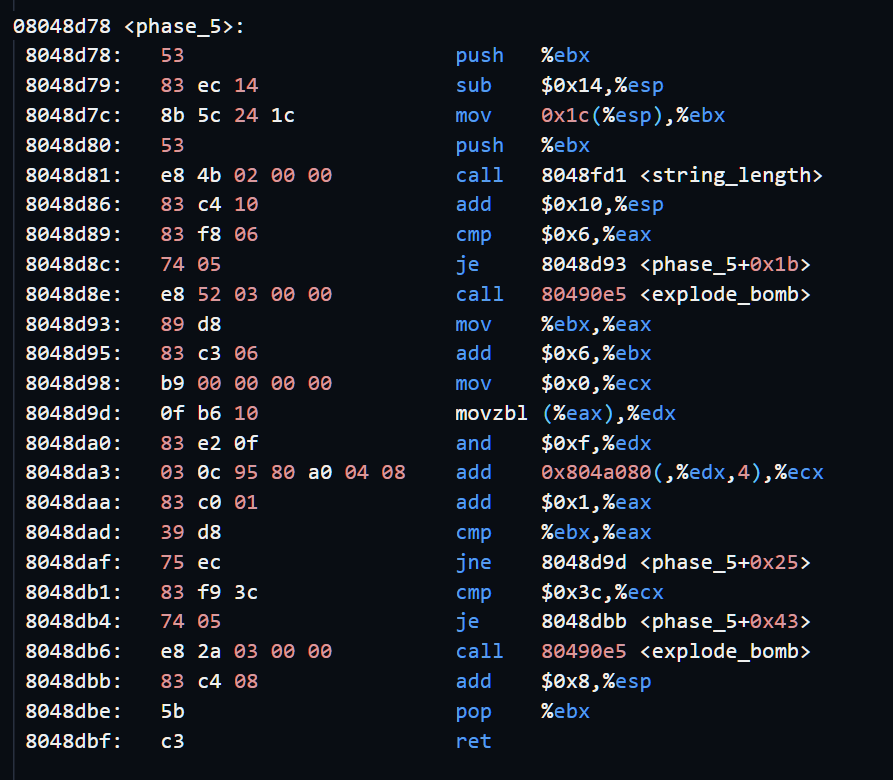 08048d78 <phase_5>:
8048d78: 53 push %ebx
8048d79: 83 ec 14 sub $0x14,%esp
8048d7c: 8b 5c 24 1c mov 0x1c(%esp),%ebx
8048d80: 53 push %ebx
8048d81: e8 4b 02 00 00 call 8048fd1 <string_length>
8048d86: 83 c4 10 add $0x10,%esp
8048d89: 83 f8 06 cmp $0x6,%eax
8048d8c: 74 05 je 8048d93 <phase_5+0x1b>
8048d8e: e8 52 03 00 00 call 80490e5 <explode_bomb>
8048d93: 89 d8 mov %ebx,%eax
8048d95: 83 c3 06 add $0x6,%ebx
8048d98: b9 00 00 00 00 mov $0x0,%ecx
8048d9d: 0f b6 10 movzbl (%eax),%edx
8048da0: 83 e2 0f and $0xf,%edx
8048da3: 03 0c 95 80 a0 04 08 add 0x804a080(,%edx,4),%ecx
8048daa: 83 c0 01 add $0x1,%eax
8048dad: 39 d8 cmp %ebx,%eax
8048daf: 75 ec jne 8048d9d <phase_5+0x25>
8048db1: 83 f9 3c cmp $0x3c,%ecx
8048db4: 74 05 je 8048dbb <phase_5+0x43>
8048db6: e8 2a 03 00 00 call 80490e5 <explode_bomb>
8048dbb: 83 c4 08 add $0x8,%esp
8048dbe: 5b pop %ebx
8048dbf: c3 ret